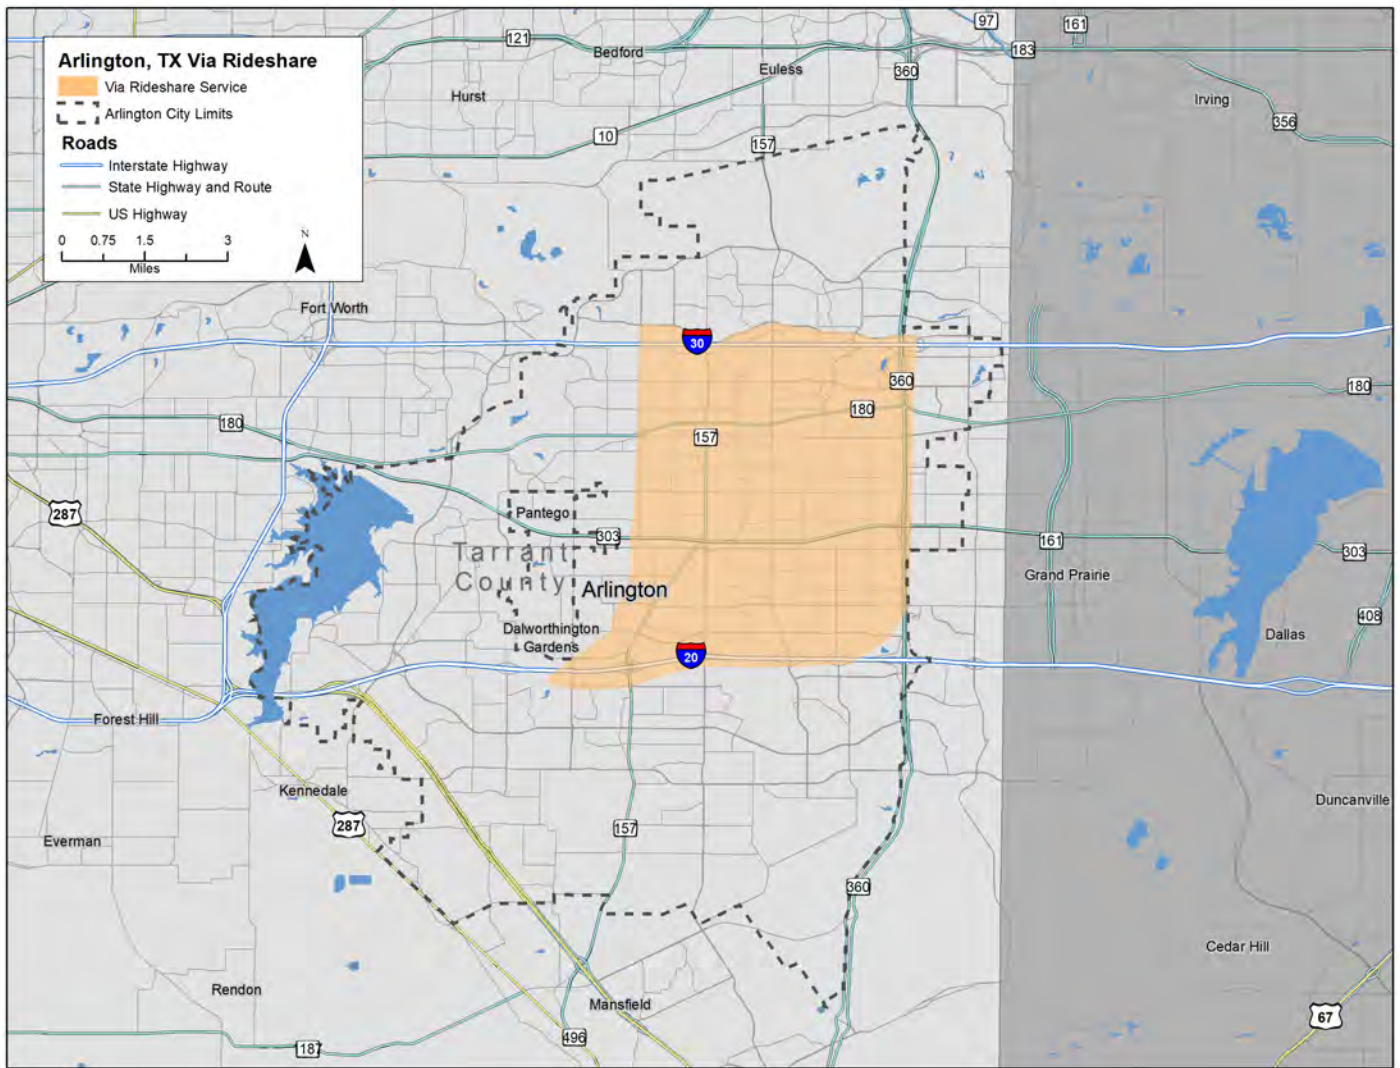 Arlington, TX Via Rideshare
Via Rideshare Service
Arlington City Limits
Roads
Interstate Highway
State Highway and Route
US Highway
0 0.75 1.5 3
Miles
N
97
161
121
183
Bedford
Euless
360
Hurst
Irving
10
356
157
Fort Worth
30
360
180
180
180
157
287
Pantego
303
161
303
Tarrant
County
Arlington
Grand Prairie
408
Dalworthington
Gardens
Dallas
20
Forest Hill
Kennedale
Duncanville
287
157
Everman
360
Cedar Hill
Rendon
Mansfield
67
496
187